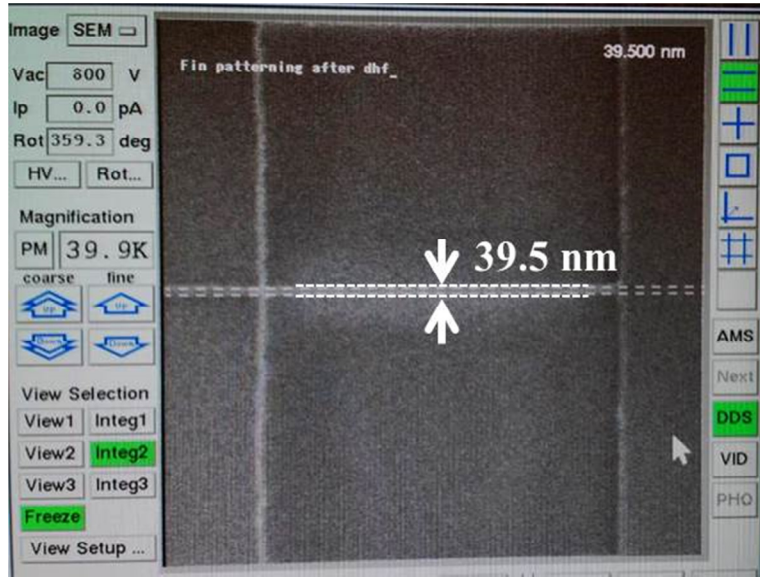 Image SEM
Vac 800 V
Ip 0.0 pA
Rot 359.3 deg
HV... Rot...
Magnification
PM 39.9K
coarse fine
Up Up
Down Down
View Selection
View1 Integ1
View2 Integ2
View3 Integ3
Freeze
View Setup ...
Fin patterning after dhf_
39.500 nm
39.5 nm
AMS
Next
DDS
VID
PHO